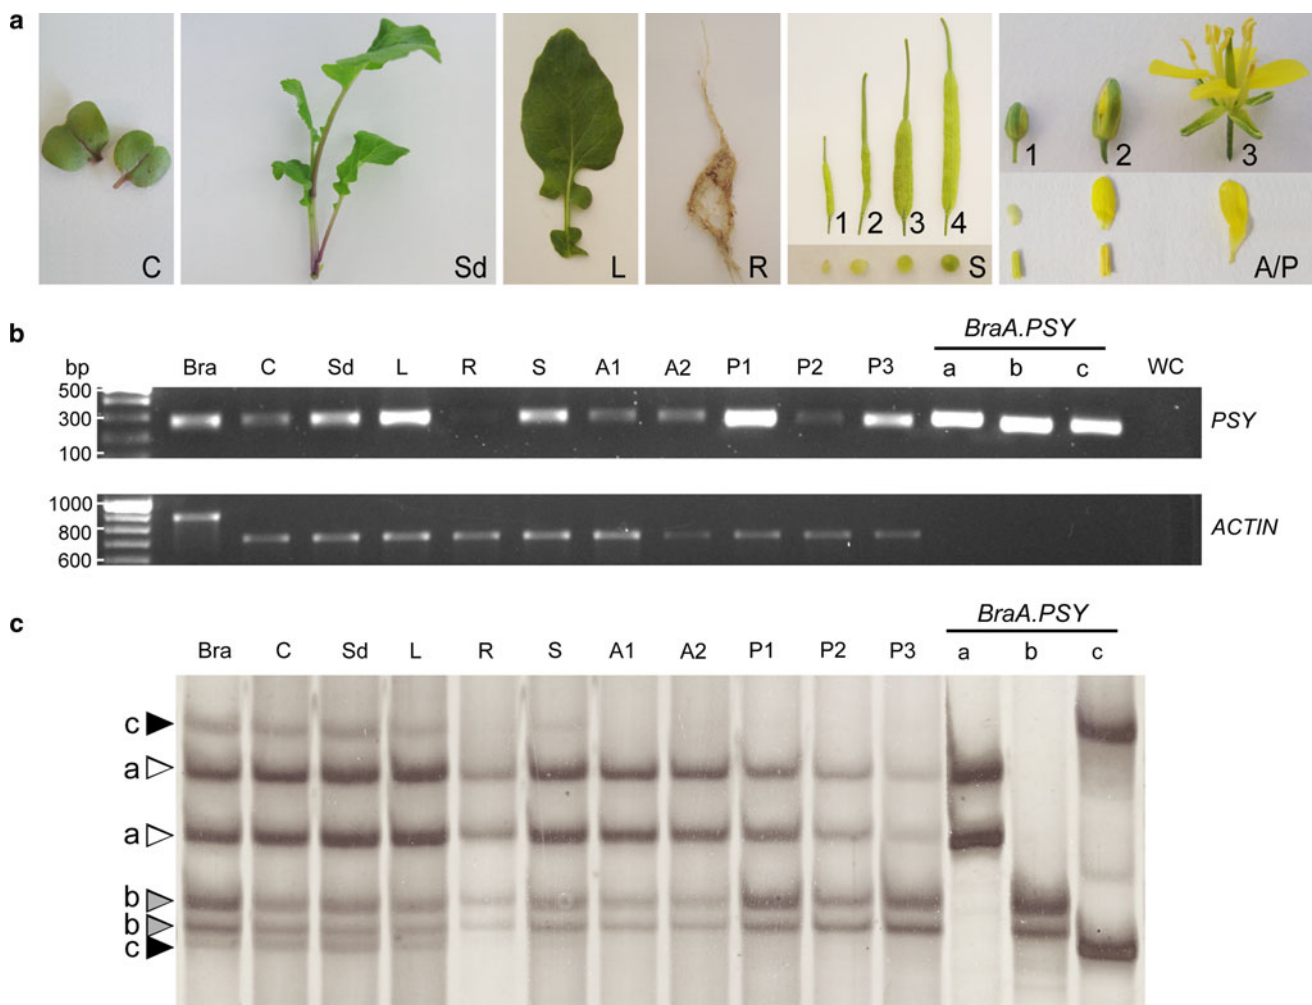 a
C
Sd
L
R
1 2 3 4
S
1 2 3
A/P
b
BraA.PSY
bp Bra C Sd L R S A1 A2 P1 P2 P3 a b c WC
500
300
100
PSY
1000
800
600
ACTIN
c
BraA.PSY
Bra C Sd L R S A1 A2 P1 P2 P3 a b c
c
a
a
b
b
c